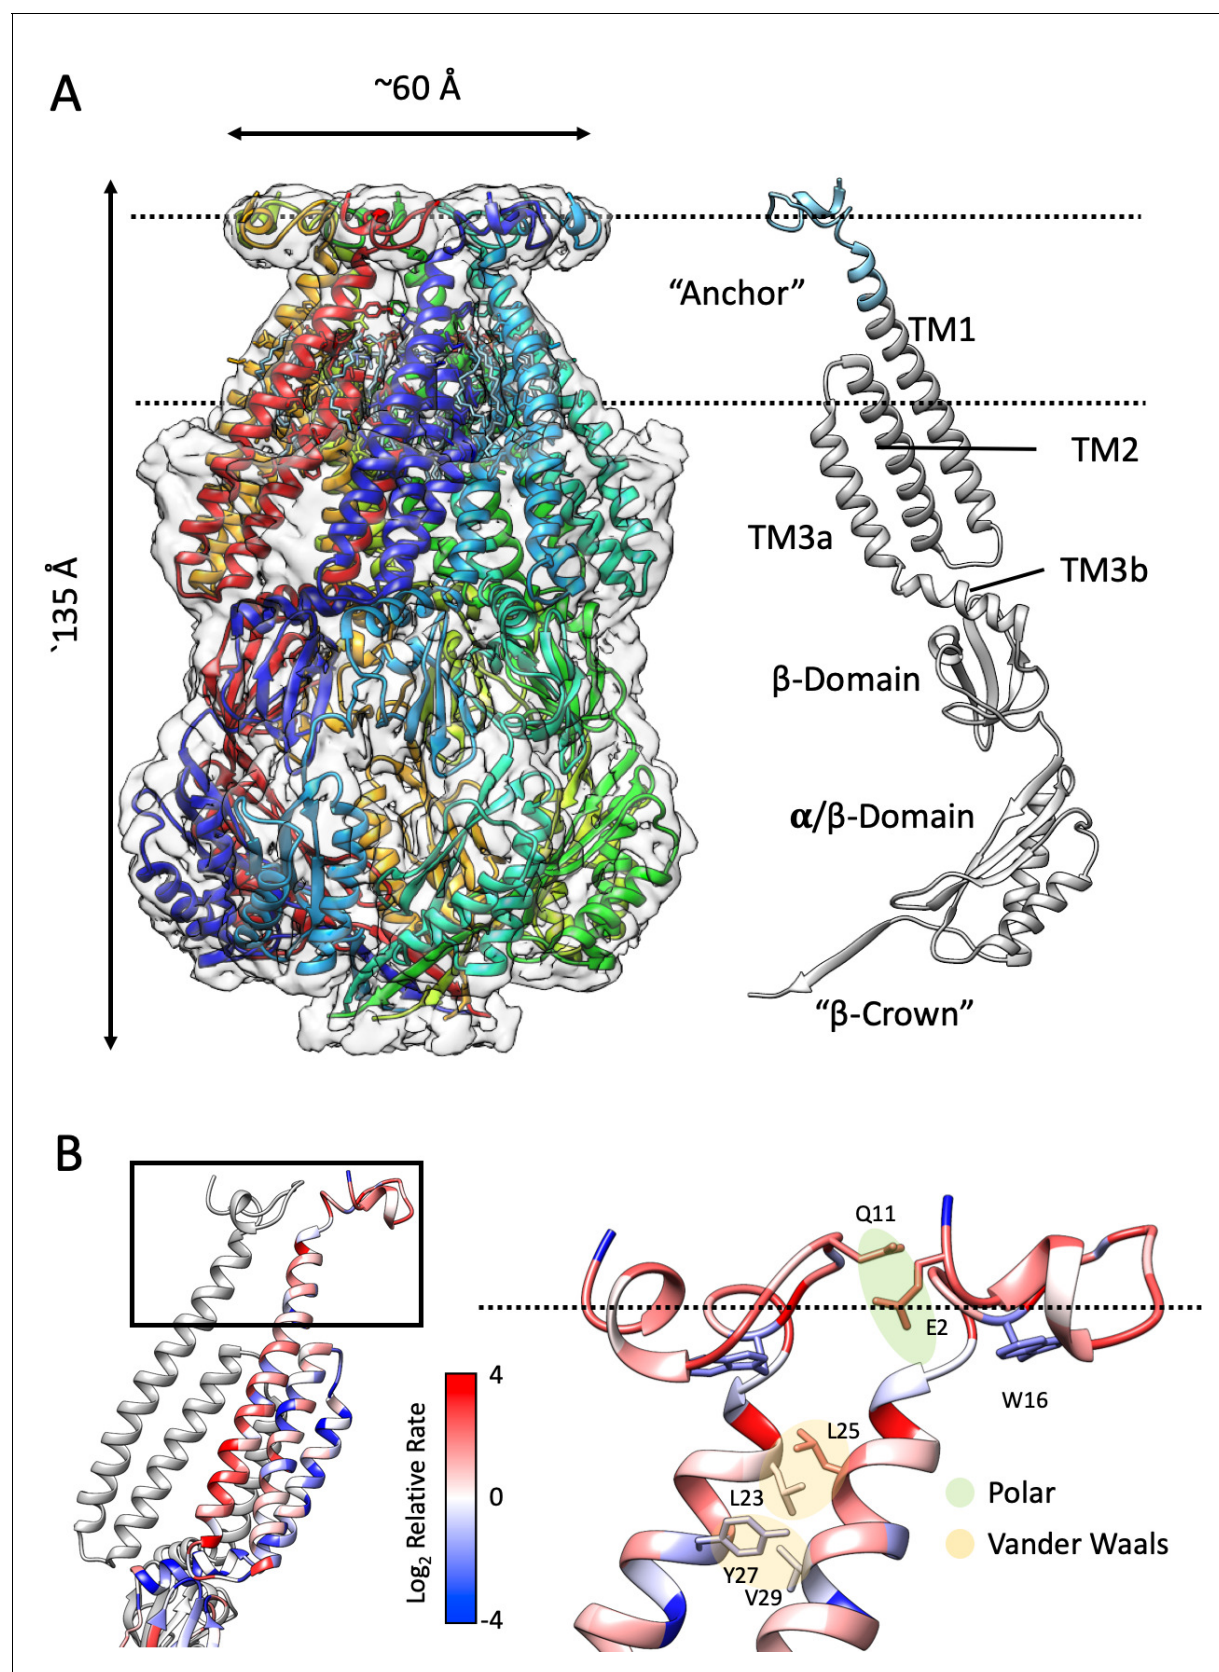 A
~60 Å
`135 Å
“Anchor”
TM1
TM2
TM3a
TM3b
β-Domain
α/β-Domain
“β-Crown”
B
4
0
-4
Log2 Relative Rate
Q11
E2
W16
L25
L23
Y27
V29
Polar
Vander Waals